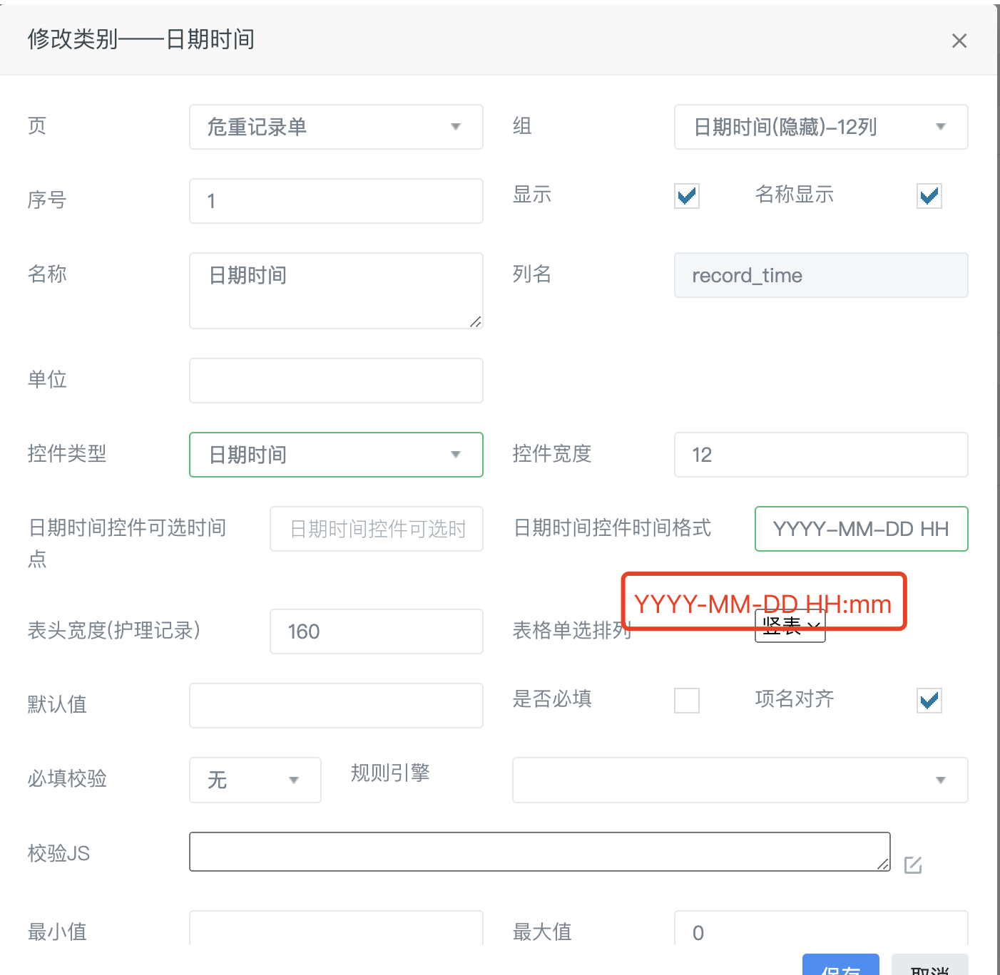 修改类别——日期时间
页
危重记录单
组
日期时间(隐藏)-12列
序号
1
显示
名称显示
名称
日期时间
列名
record_time
单位
控件类型
日期时间
控件宽度
12
日期时间控件可选时间
点
日期时间控件可选时
日期时间控件时间格式
YYYY-MM-DD HH
YYYY-MM-DD HH:mm
表头宽度(护理记录)
160
表格单选排列
竖表
默认值
是否必填
项名对齐
必填校验
无
规则引擎
校验JS
最小值
最大值
0
保存
取消